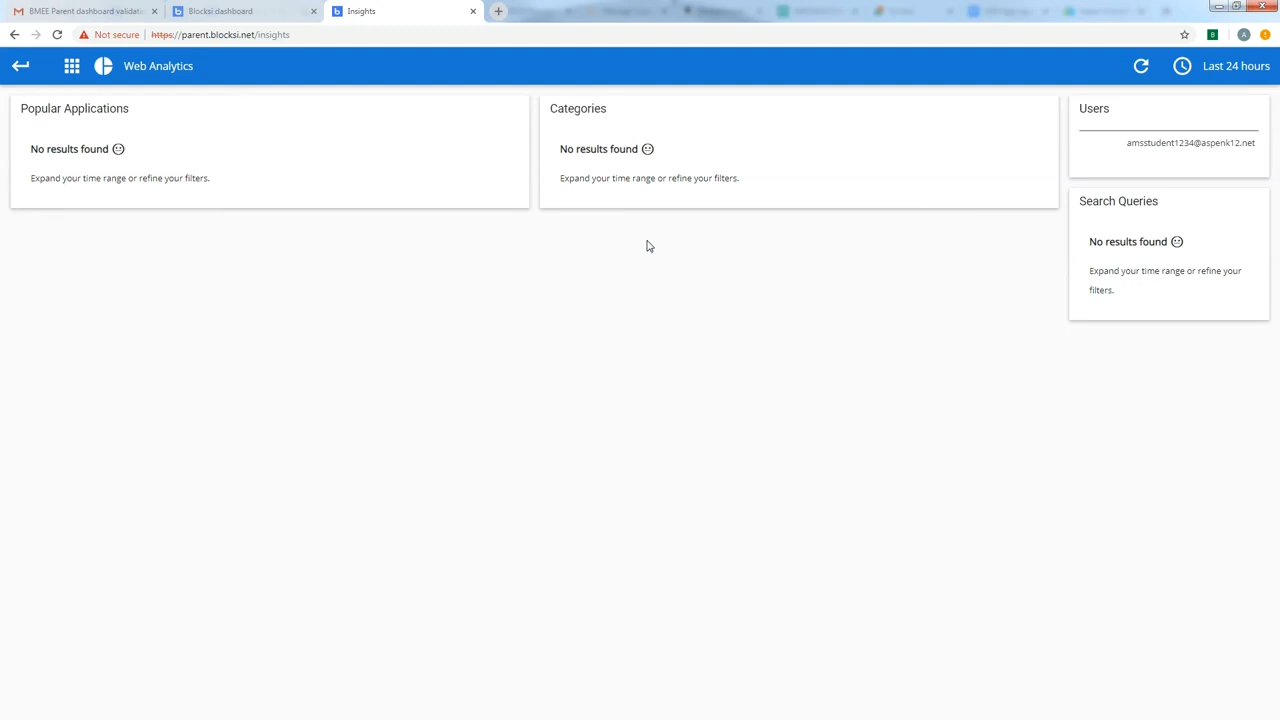 BMEE Parent dashboard validati
Blocksi dashboard
Insights
Not secure
https://parent.blocksi.net/insights
A
Web Analytics
Last 24 hours
Popular Applications
No results found
Expand your time range or refine your filters.
Categories
No results found
Expand your time range or refine your filters.
Users
amsstudent1234@aspenk12.net
Search Queries
No results found
Expand your time range or refine your
filters.